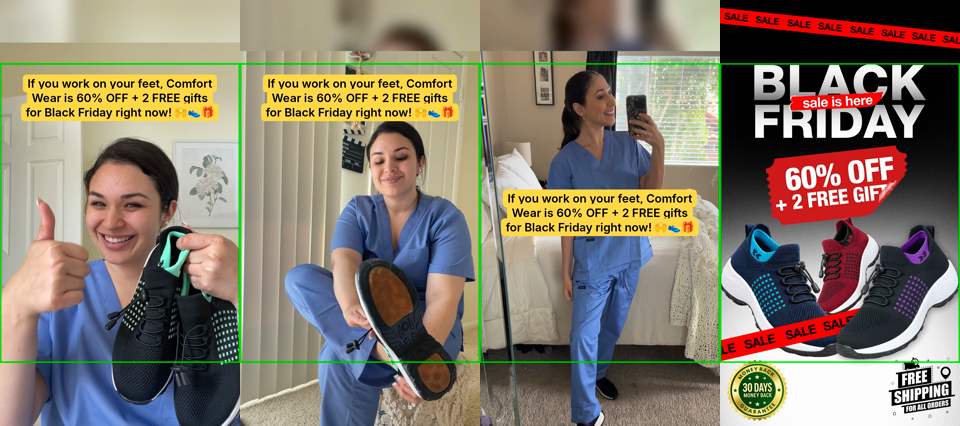 If you work on your feet, Comfort
Wear is 60% OFF + 2 FREE gifts
for Black Friday right now! 🙌👟🎁
If you work on your feet, Comfort
Wear is 60% OFF + 2 FREE gifts
for Black Friday right now! 🙌👟🎁
If you work on your feet, Comfort
Wear is 60% OFF + 2 FREE gifts
for Black Friday right now! 🙌👟🎁
SALE SALE SALE SALE SALE SALE SALE
BLACK
sale is here
FRIDAY
60% OFF
+ 2 FREE GIFT
SALE SALE SALE SALE
MONEY BACK
30 DAYS
MONEY BACK
GUARANTEE
FREE
SHIPPING
FOR ALL ORDERS